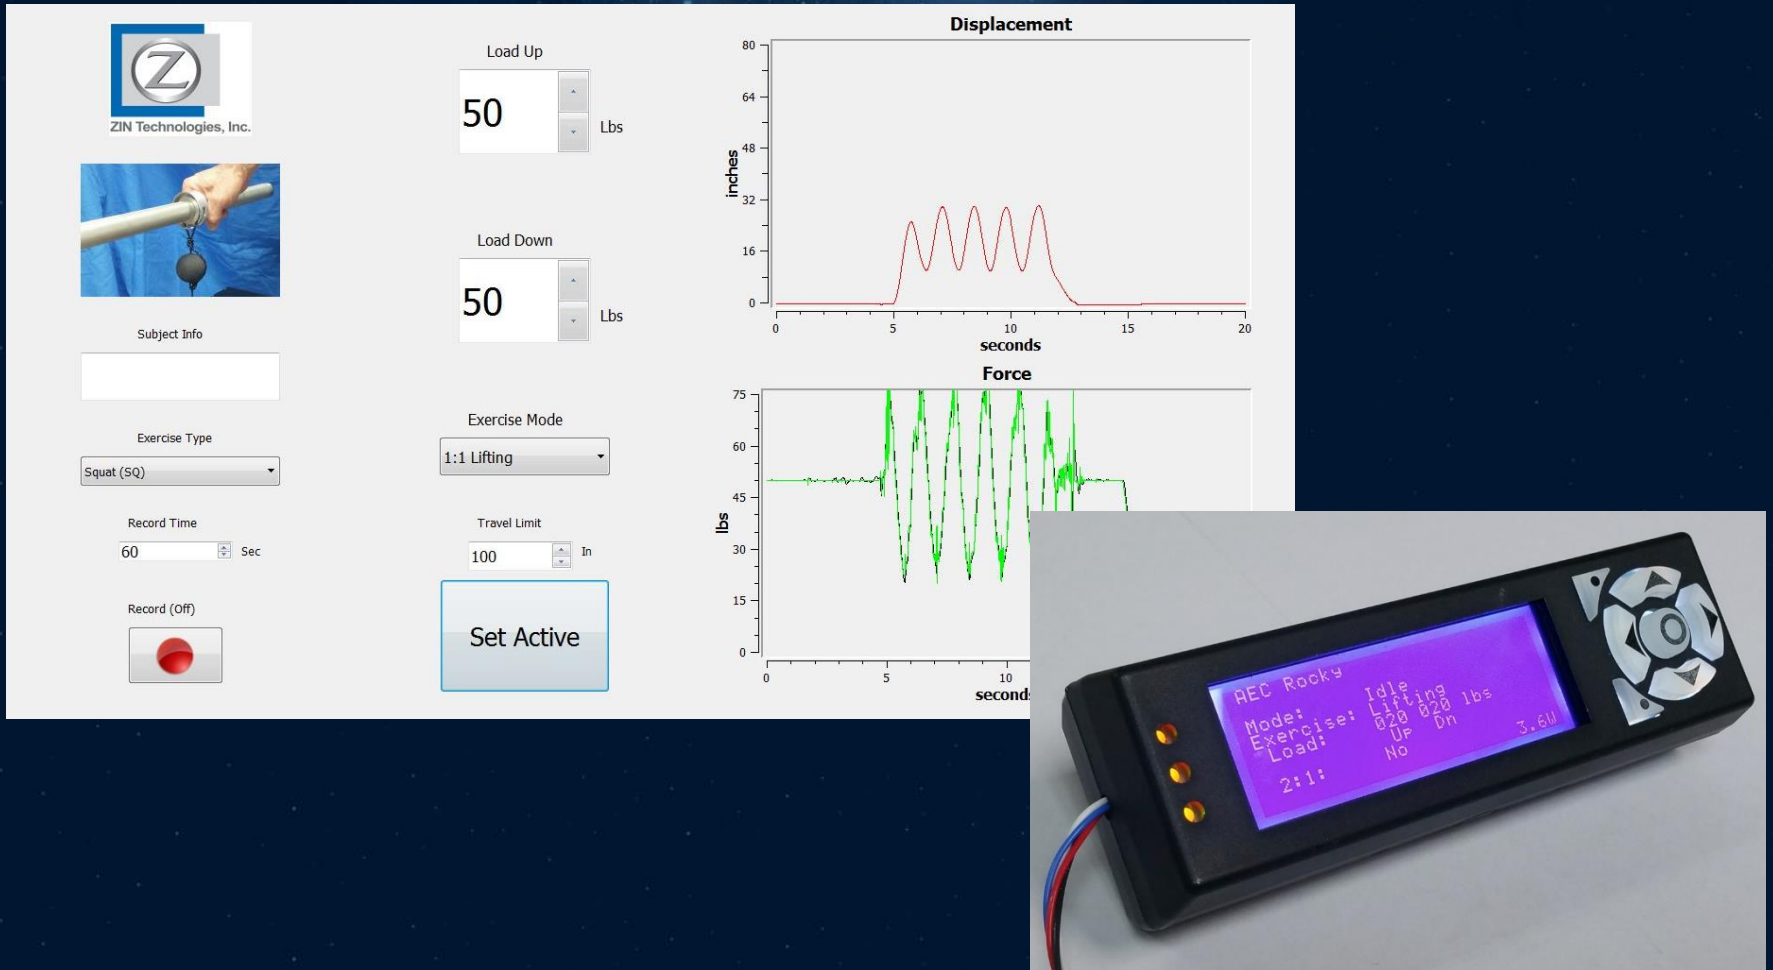 Z
ZIN Technologies, Inc.
Subject Info
Exercise Type
Squat (SQ)
Record Time
60 Sec
Record (Off)
Load Up
50 Lbs
Load Down
50 Lbs
Exercise Mode
1:1 Lifting
Travel Limit
100 In
Set Active
Displacement
80
64
48
32
16
0
inches
0 5 10 15 20
seconds
Force
75
60
45
30
15
0
lbs
0 5 10
second
AEC Rocky
Mode: Idle
Exercise: Lifting
Load: 020 020 lbs
Up Dn
2:1: No 3.6W